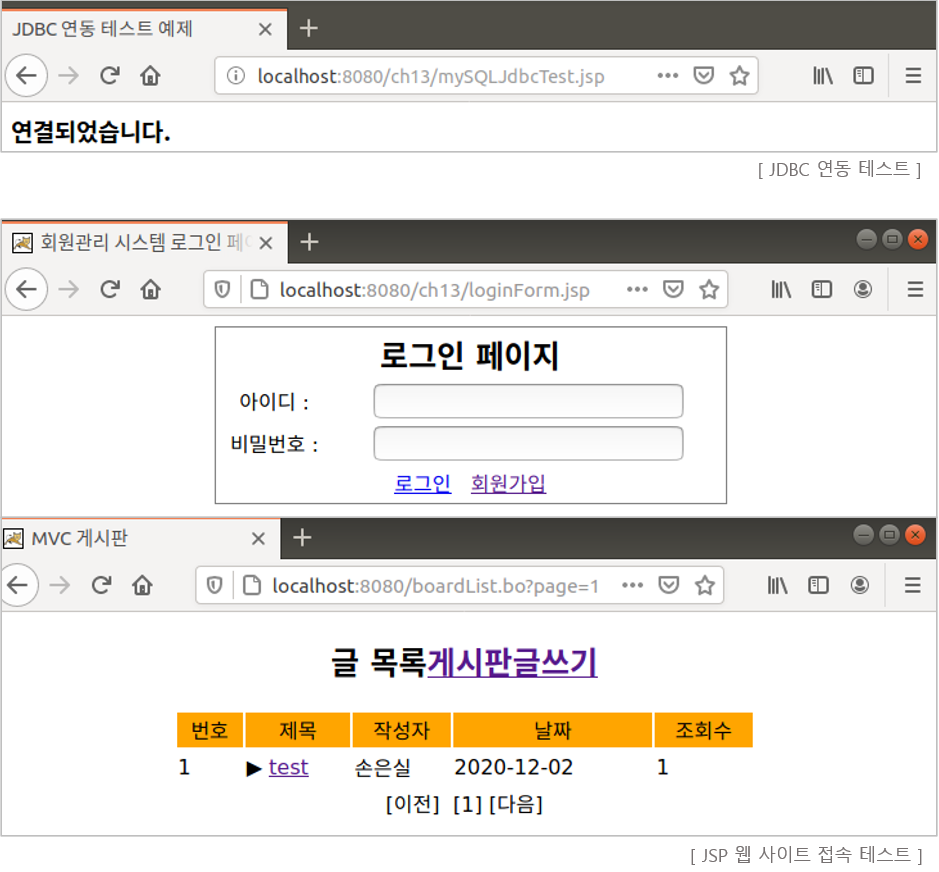 JDBC 연동 테스트 예제
localhost:8080/ch13/mySQLJdbcTest.jsp
연결되었습니다.
[ JDBC 연동 테스트 ]
회원관리 시스템 로그인 페이
localhost:8080/ch13/loginForm.jsp
로그인 페이지
아이디 :
비밀번호 :
로그인 회원가입
MVC 게시판
localhost:8080/boardList.bo?page=1
글 목록게시판글쓰기
번호 제목 작성자 날짜 조회수
1 ▶ test 손은실 2020-12-02 1
[이전] [1] [다음]
[ JSP 웹 사이트 접속 테스트 ]